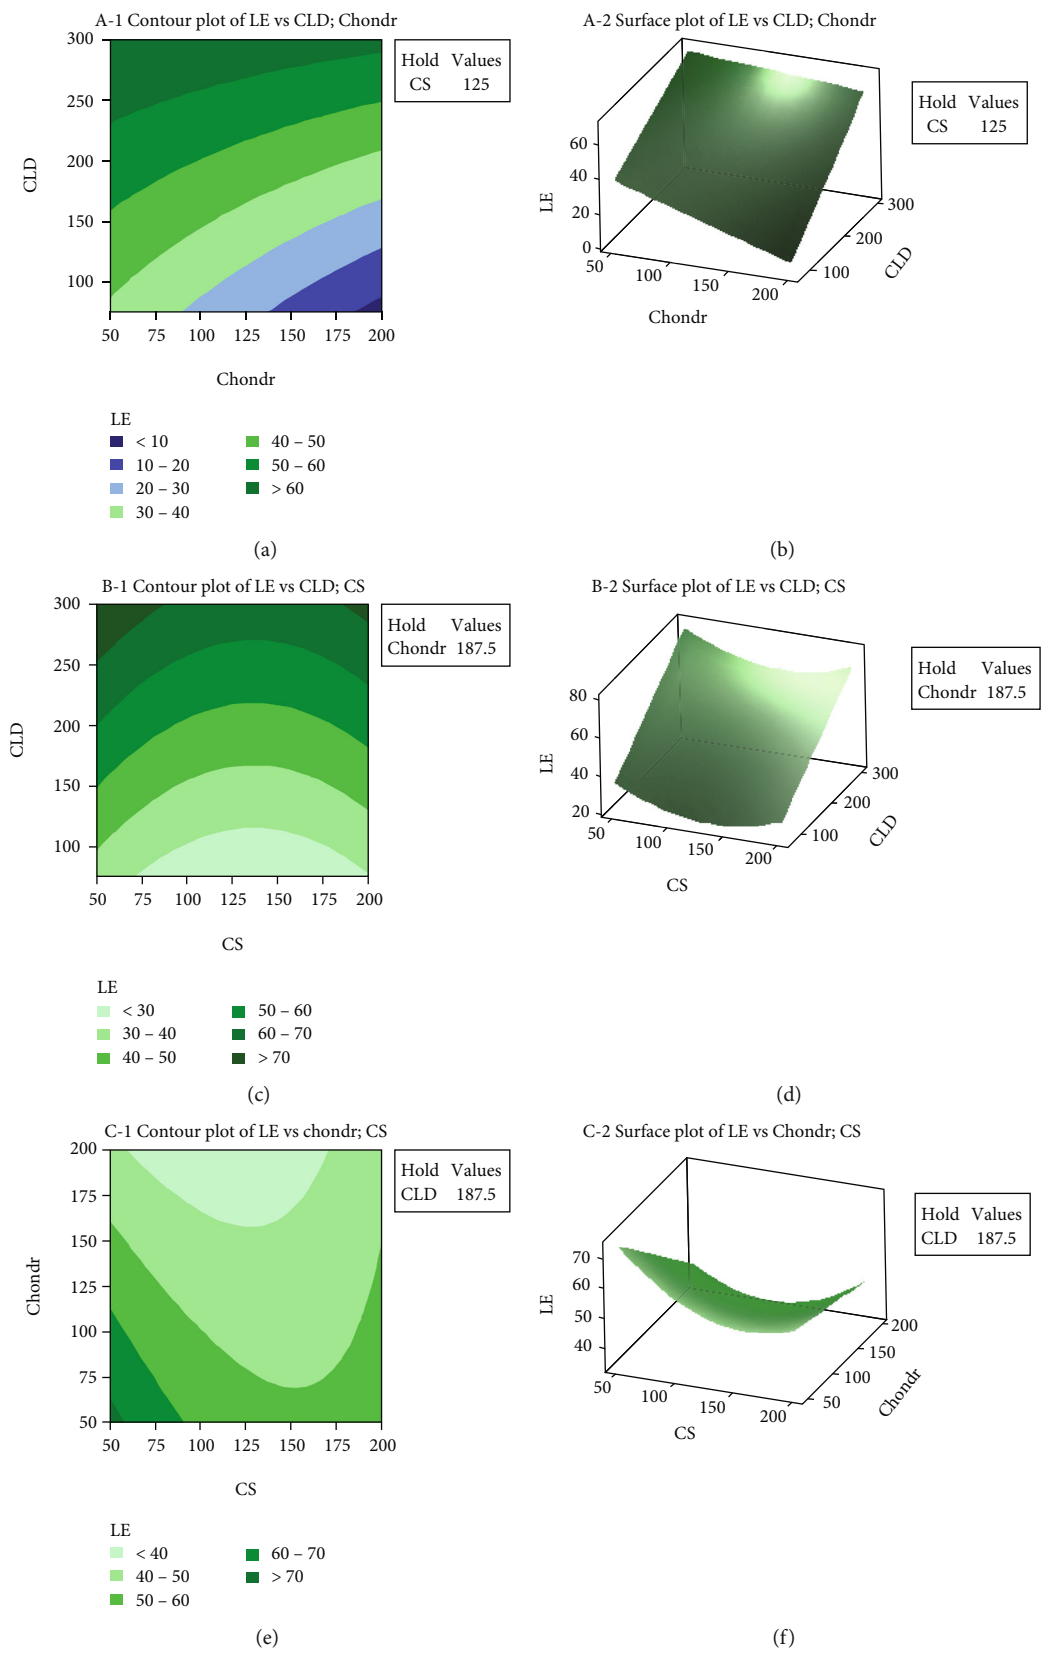 A-1 Contour plot of LE vs CLD; Chondr
300
250
200
150
100
CLD
50 75 100 125 150 175 200
Chondr
Hold Values
CS 125
LE
< 10
10 – 20
20 – 30
30 – 40
40 – 50
50 – 60
> 60
(a)
A-2 Surface plot of LE vs CLD; Chondr
60
40
20
0
LE
50 100 150 200
Chondr
100
200
300
CLD
Hold Values
CS 125
(b)
B-1 Contour plot of LE vs CLD; CS
300
250
200
150
100
CLD
50 75 100 125 150 175 200
CS
Hold Values
Chondr 187.5
LE
< 30
30 – 40
40 – 50
50 – 60
60 – 70
> 70
(c)
B-2 Surface plot of LE vs CLD; CS
80
60
40
20
LE
50 100 150 200
CS
100
200
300
CLD
Hold Values
Chondr 187.5
(d)
C-1 Contour plot of LE vs chondr; CS
200
175
150
125
100
75
50
Chondr
50 75 100 125 150 175 200
CS
Hold Values
CLD 187.5
LE
< 40
40 – 50
50 – 60
60 – 70
> 70
(e)
C-2 Surface plot of LE vs Chondr; CS
70
60
50
40
LE
50 100 150 200
CS
50
100
150
200
Chondr
Hold Values
CLD 187.5
(f)